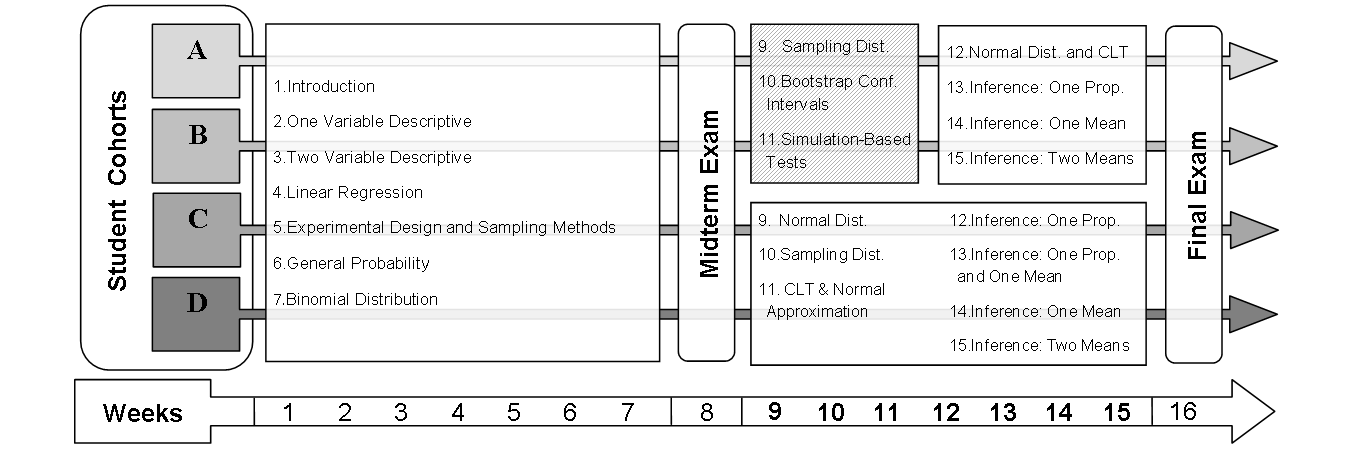 Student Cohorts
A
B
C
D
1.Introduction
2.One Variable Descriptive
3.Two Variable Descriptive
4.Linear Regression
5.Experimental Design and Sampling Methods
6.General Probability
7.Binomial Distribution
Midterm Exam
9. Sampling Dist.
10.Bootstrap Conf.
Intervals
11.Simulation-Based
Tests
12.Normal Dist. and CLT
13.Inference: One Prop.
14.Inference: One Mean
15.Inference: Two Means
9. Normal Dist.
10.Sampling Dist.
11. CLT & Normal
Approximation
12.Inference: One Prop.
13.Inference: One Prop.
and One Mean
14.Inference: One Mean
15.Inference: Two Means
Final Exam
Weeks 1 2 3 4 5 6 7 8 9 10 11 12 13 14 15 16